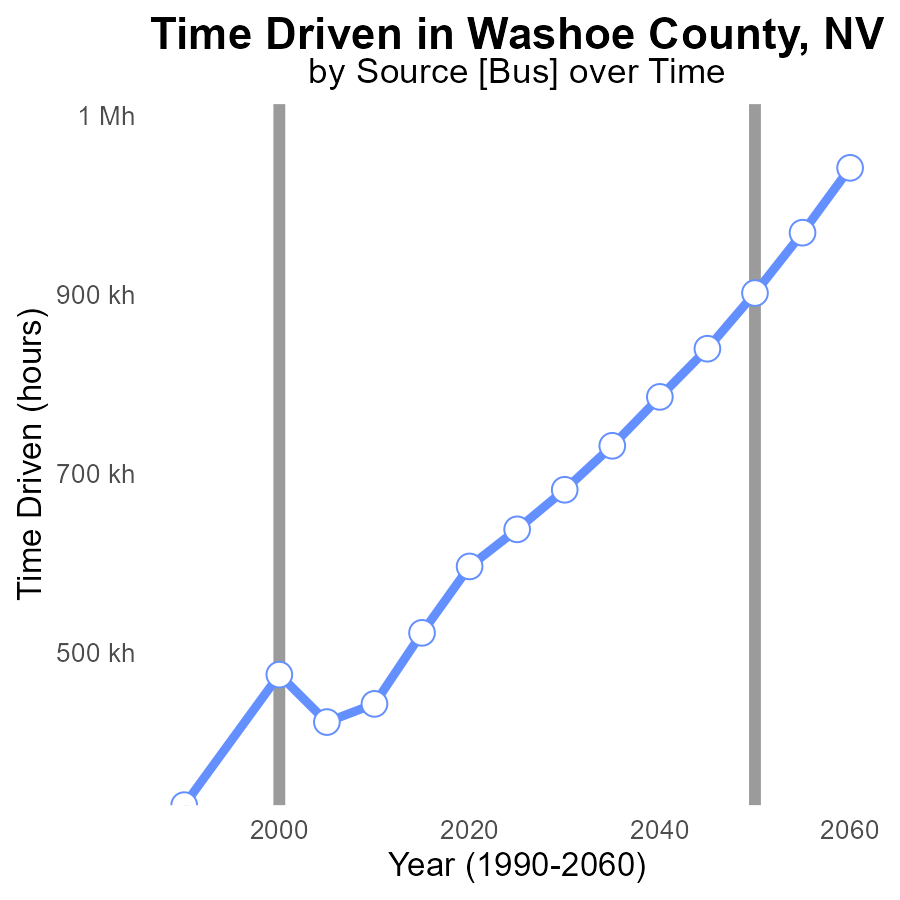 Time Driven in Washoe County, NV
by Source [Bus] over Time
1 Mh
900 kh
700 kh
500 kh
Time Driven (hours)
2000
2020
2040
2060
Year (1990-2060)